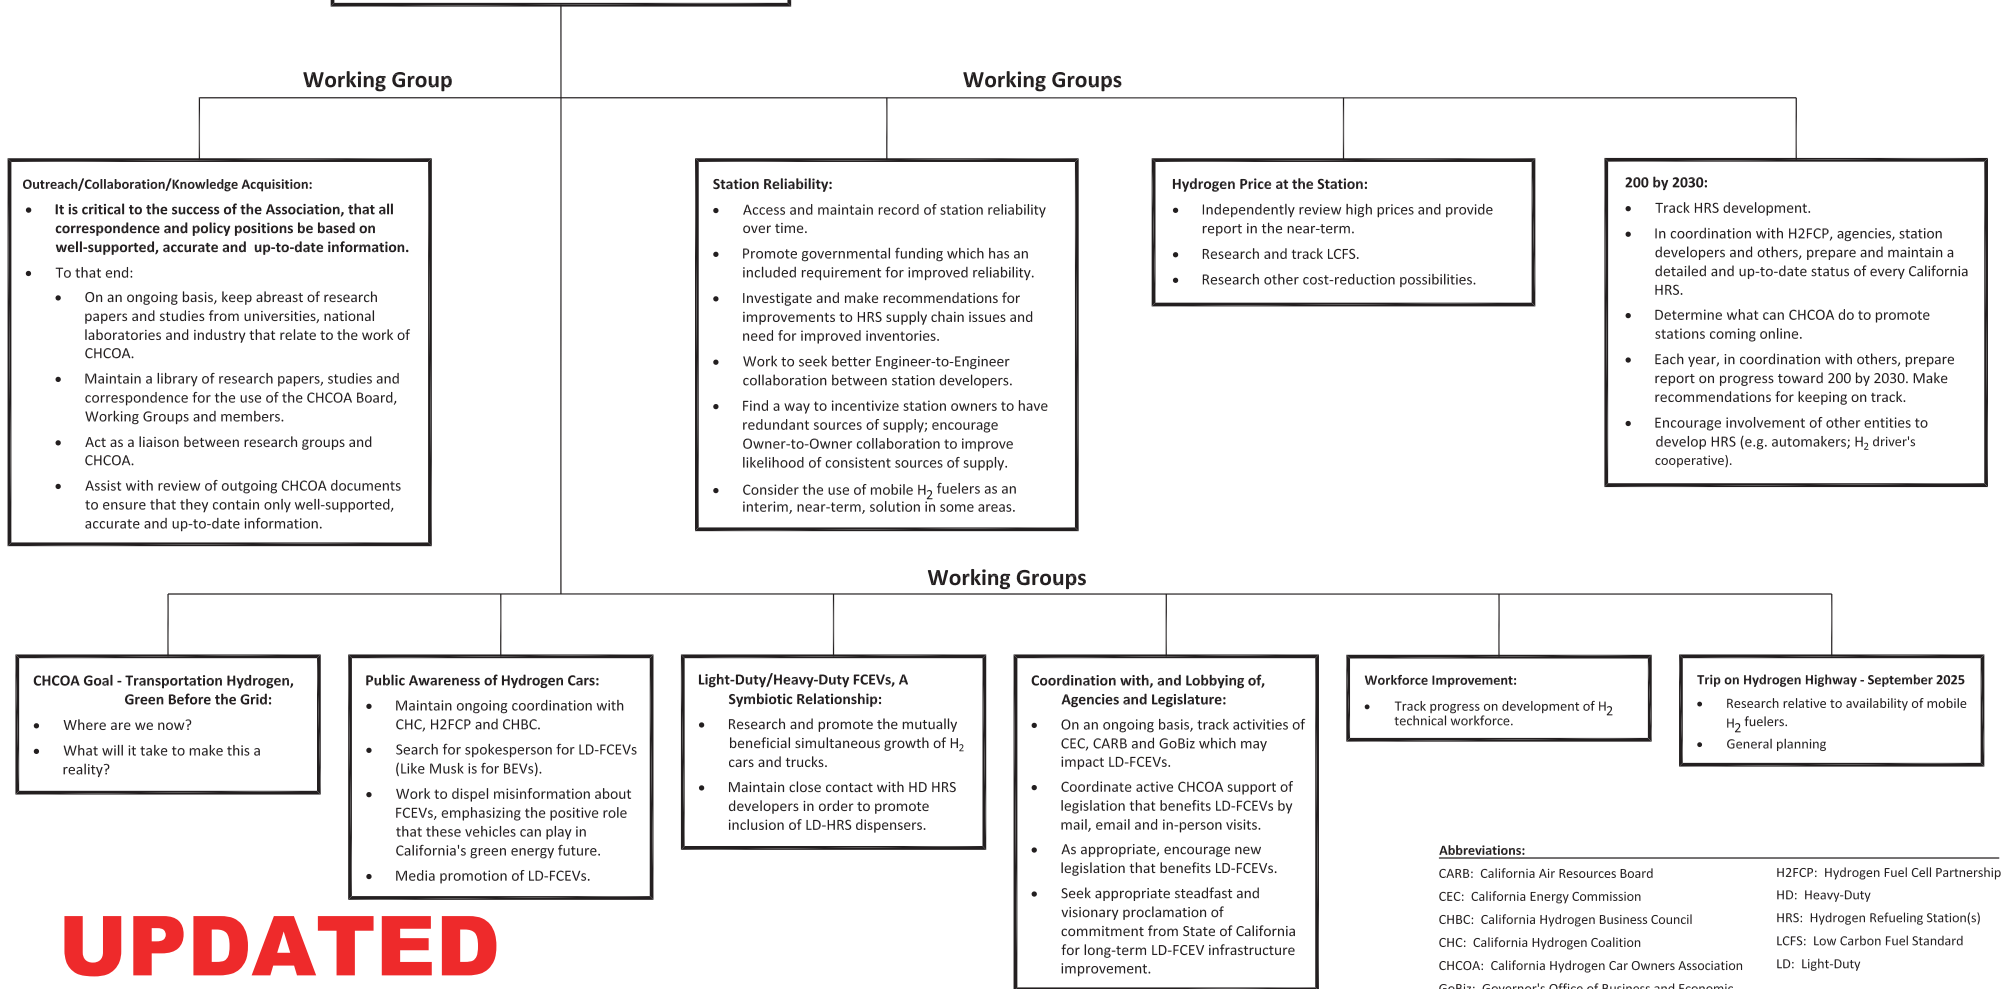 Working Group
Working Groups
Outreach/Collaboration/Knowledge Acquisition:
• It is critical to the success of the Association, that all
correspondence and policy positions be based on
well-supported, accurate and  up-to-date information.
• To that end:
• On an ongoing basis, keep abreast of research
papers and studies from universities, national
laboratories and industry that relate to the work of
CHCOA.
• Maintain a library of research papers, studies and
correspondence for the use of the CHCOA Board,
Working Groups and members.
• Act as a liaison between research groups and
CHCOA.
• Assist with review of outgoing CHCOA documents
to ensure that they contain only well-supported,
accurate and up-to-date information.
Station Reliability:
• Access and maintain record of station reliability
over time.
• Promote governmental funding which has an
included requirement for improved reliability.
• Investigate and make recommendations for
improvements to HRS supply chain issues and
need for improved inventories.
• Work to seek better Engineer-to-Engineer
collaboration between station developers.
• Find a way to incentivize station owners to have
redundant sources of supply; encourage
Owner-to-Owner collaboration to improve
likelihood of consistent sources of supply.
• Consider the use of mobile H2 fuelers as an
interim, near-term, solution in some areas.
Hydrogen Price at the Station:
• Independently review high prices and provide
report in the near-term.
• Research and track LCFS.
• Research other cost-reduction possibilities.
200 by 2030:
• Track HRS development.
• In coordination with H2FCP, agencies, station
developers and others, prepare and maintain a
detailed and up-to-date status of every California
HRS.
• Determine what can CHCOA do to promote
stations coming online.
• Each year, in coordination with others, prepare
report on progress toward 200 by 2030. Make
recommendations for keeping on track.
• Encourage involvement of other entities to
develop HRS (e.g. automakers; H2 driver's
cooperative).
Working Groups
CHCOA Goal - Transportation Hydrogen,
Green Before the Grid:
• Where are we now?
• What will it take to make this a
reality?
Public Awareness of Hydrogen Cars:
• Maintain ongoing coordination with
CHC, H2FCP and CHBC.
• Search for spokesperson for LD-FCEVs
(Like Musk is for BEVs).
• Work to dispel misinformation about
FCEVs, emphasizing the positive role
that these vehicles can play in
California's green energy future.
• Media promotion of LD-FCEVs.
Light-Duty/Heavy-Duty FCEVs, A
Symbiotic Relationship:
• Research and promote the mutually
beneficial simultaneous growth of H2
cars and trucks.
• Maintain close contact with HD HRS
developers in order to promote
inclusion of LD-HRS dispensers.
Coordination with, and Lobbying of,
Agencies and Legislature:
• On an ongoing basis, track activities of
CEC, CARB and GoBiz which may
impact LD-FCEVs.
• Coordinate active CHCOA support of
legislation that benefits LD-FCEVs by
mail, email and in-person visits.
• As appropriate, encourage new
legislation that benefits LD-FCEVs.
• Seek appropriate steadfast and
visionary proclamation of
commitment from State of California
for long-term LD-FCEV infrastructure
improvement.
Workforce Improvement:
• Track progress on development of H2
technical workforce.
Trip on Hydrogen Highway - September 2025
• Research relative to availability of mobile
H2 fuelers.
• General planning
UPDATED
Abbreviations:
CARB:  California Air Resources Board
CEC:  California Energy Commission
CHBC:  California Hydrogen Business Council
CHC:  California Hydrogen Coalition
CHCOA:  California Hydrogen Car Owners Association
GoBiz:  Governor's Office of Business and Economic
H2FCP:  Hydrogen Fuel Cell Partnership
HD:  Heavy-Duty
HRS:  Hydrogen Refueling Station(s)
LCFS:  Low Carbon Fuel Standard
LD:  Light-Duty